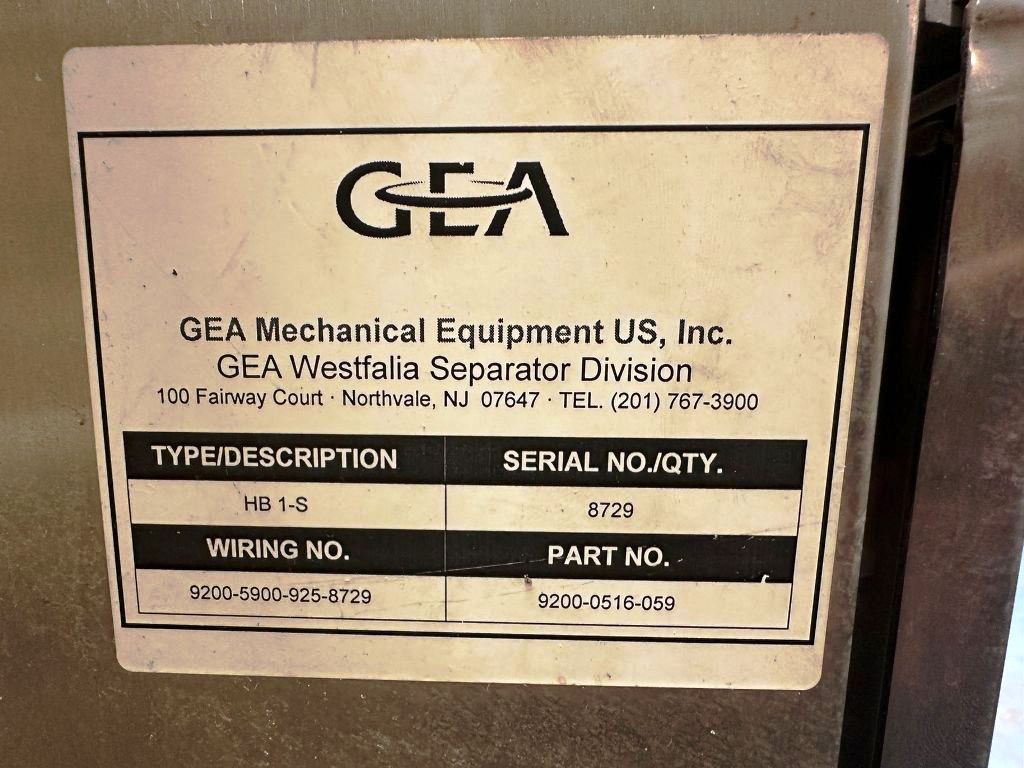 GEA
GEA Mechanical Equipment US, Inc.
GEA Westfalia Separator Division
100 Fairway Court · Northvale, NJ 07647 · TEL. (201) 767-3900
TYPE/DESCRIPTION SERIAL NO./QTY.
HB 1-S 8729
WIRING NO. PART NO.
9200-5900-925-8729 9200-0516-059